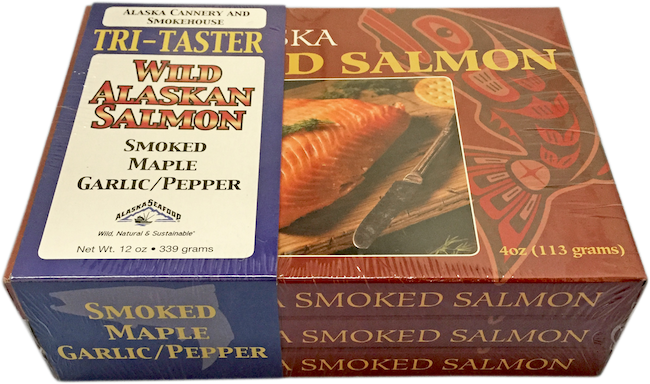 ALASKA CANNERY AND
SMOKEHOUSE
TRI-TASTER
WILD
ALASKAN
SALMON
SMOKED
MAPLE
GARLIC/PEPPER
ALASKA SEAFOOD
Wild, Natural & Sustainable®
Net Wt. 12 oz • 339 grams
SKA
D SALMON
4oz (113 grams)
SMOKED
MAPLE
GARLIC/PEPPER
A SMOKED SALMON
A SMOKED SALMON
A SMOKED SALMON